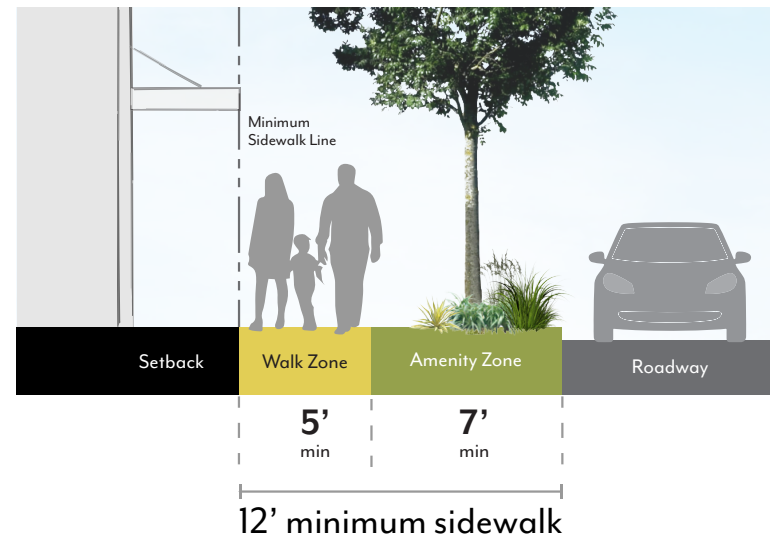 Minimum
Sidewalk Line
Setback
Walk Zone
Amenity Zone
Roadway
5’
min
7’
min
12’ minimum sidewalk